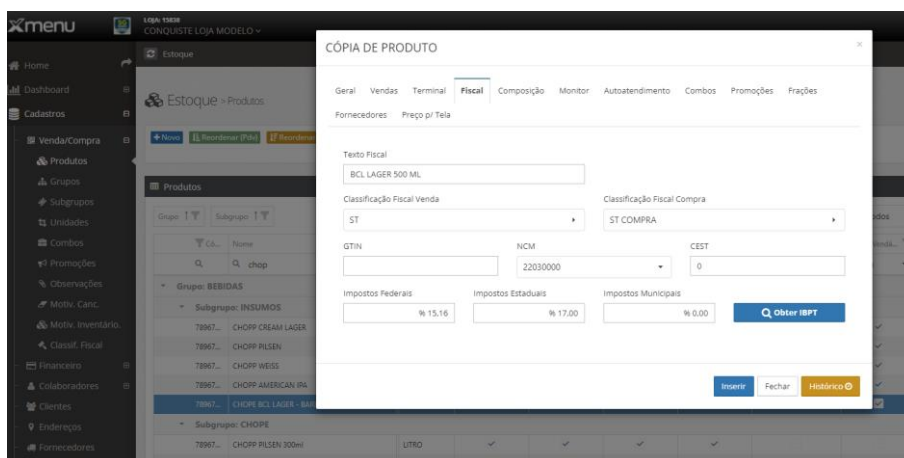 xmenu
LOJA: 15838
CONQUISTE LOJA MODELO
Home
Dashboard
Cadastros
Venda/Compra
Produtos
Grupos
Subgrupos
Unidades
Combos
Promoções
Observações
Motiv. Canc.
Motiv. Inventário.
Classif. Fiscal
Financeiro
Colaboradores
Clientes
Endereços
Fornecedores
Estoque
Estoque > Produtos
+ Novo Reordenar (Pdv) Reordenar
Produtos
Grupo Subgrupo
Có... Nome
chop
Grupo: BEBIDAS
Subgrupo: INSUMOS
78967... CHOPP CREAM LAGER
78967... CHOPP PILSEN
78967... CHOPP WEISS
78967... CHOPP AMERICAN IPA
78967... CHOPE BCL LAGER - BAR
Subgrupo: CHOPE
78967... CHOPP PILSEN 300ml LITRO
CÓPIA DE PRODUTO ×
Geral Vendas Terminal Fiscal Composição Monitor Autoatendimento Combos Promoções Frações
Fornecedores Preço p/ Tela
Texto Fiscal
BCL LAGER 500 ML
Classificação Fiscal Venda Classificação Fiscal Compra
ST ST COMPRA
GTIN NCM CEST
22030000 0
Impostos Federais Impostos Estaduais Impostos Municipais
% 15,16 % 17,00 % 0,00 Obter IBPT
Inserir Fechar Histórico